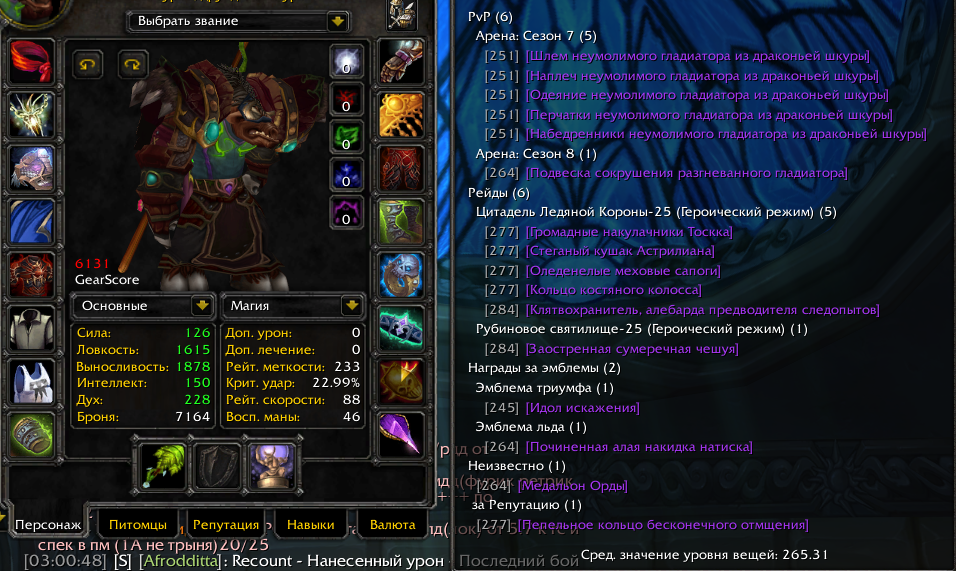 Выбрать звание
0
0
0
0
0
6131
GearScore
Основные
Магия
Сила: 126
Ловкость: 1615
Выносливость: 1878
Интеллект: 150
Дух: 228
Броня: 7164
Доп. урон: 0
Доп. лечение: 0
Рейт. меткости: 233
Крит. удар: 22.99%
Рейт. скорости: 88
Восп. маны: 46
Персонаж
Питомцы
Репутация
Навыки
Валюта
спек в пм (1А не трыня)20/25
[03:00:48] [S] [Afrodditta]: Recount - Нанесенный урон - Последний бой
PvP (6)
Арена: Сезон 7 (5)
[251] [Шлем неумолимого гладиатора из драконьей шкуры]
[251] [Наплеч неумолимого гладиатора из драконьей шкуры]
[251] [Одеяние неумолимого гладиатора из драконьей шкуры]
[251] [Перчатки неумолимого гладиатора из драконьей шкуры]
[251] [Набедренники неумолимого гладиатора из драконьей шкуры]
Арена: Сезон 8 (1)
[264] [Подвеска сокрушения разгневанного гладиатора]
Рейды (6)
Цитадель Ледяной Короны-25 (Героический режим) (5)
[277] [Громадные накулачники Тоскка]
[277] [Стеганый кушак Астрилиана]
[277] [Оледенелые меховые сапоги]
[277] [Кольцо костяного колосса]
[284] [Клятвохранитель, алебарда предводителя следопытов]
Рубиновое святилище-25 (Героический режим) (1)
[284] [Заостренная сумеречная чешуя]
Награды за эмблемы (2)
Эмблема триумфа (1)
[245] [Идол искажения]
Эмблема льда (1)
[264] [Починенная алая накидка натиска]
Неизвестно (1)
[264] [Медальон Орды]
за Репутацию (1)
[277] [Пепельное кольцо бесконечного отмщения]
Сред. значение уровня вещей: 265.31